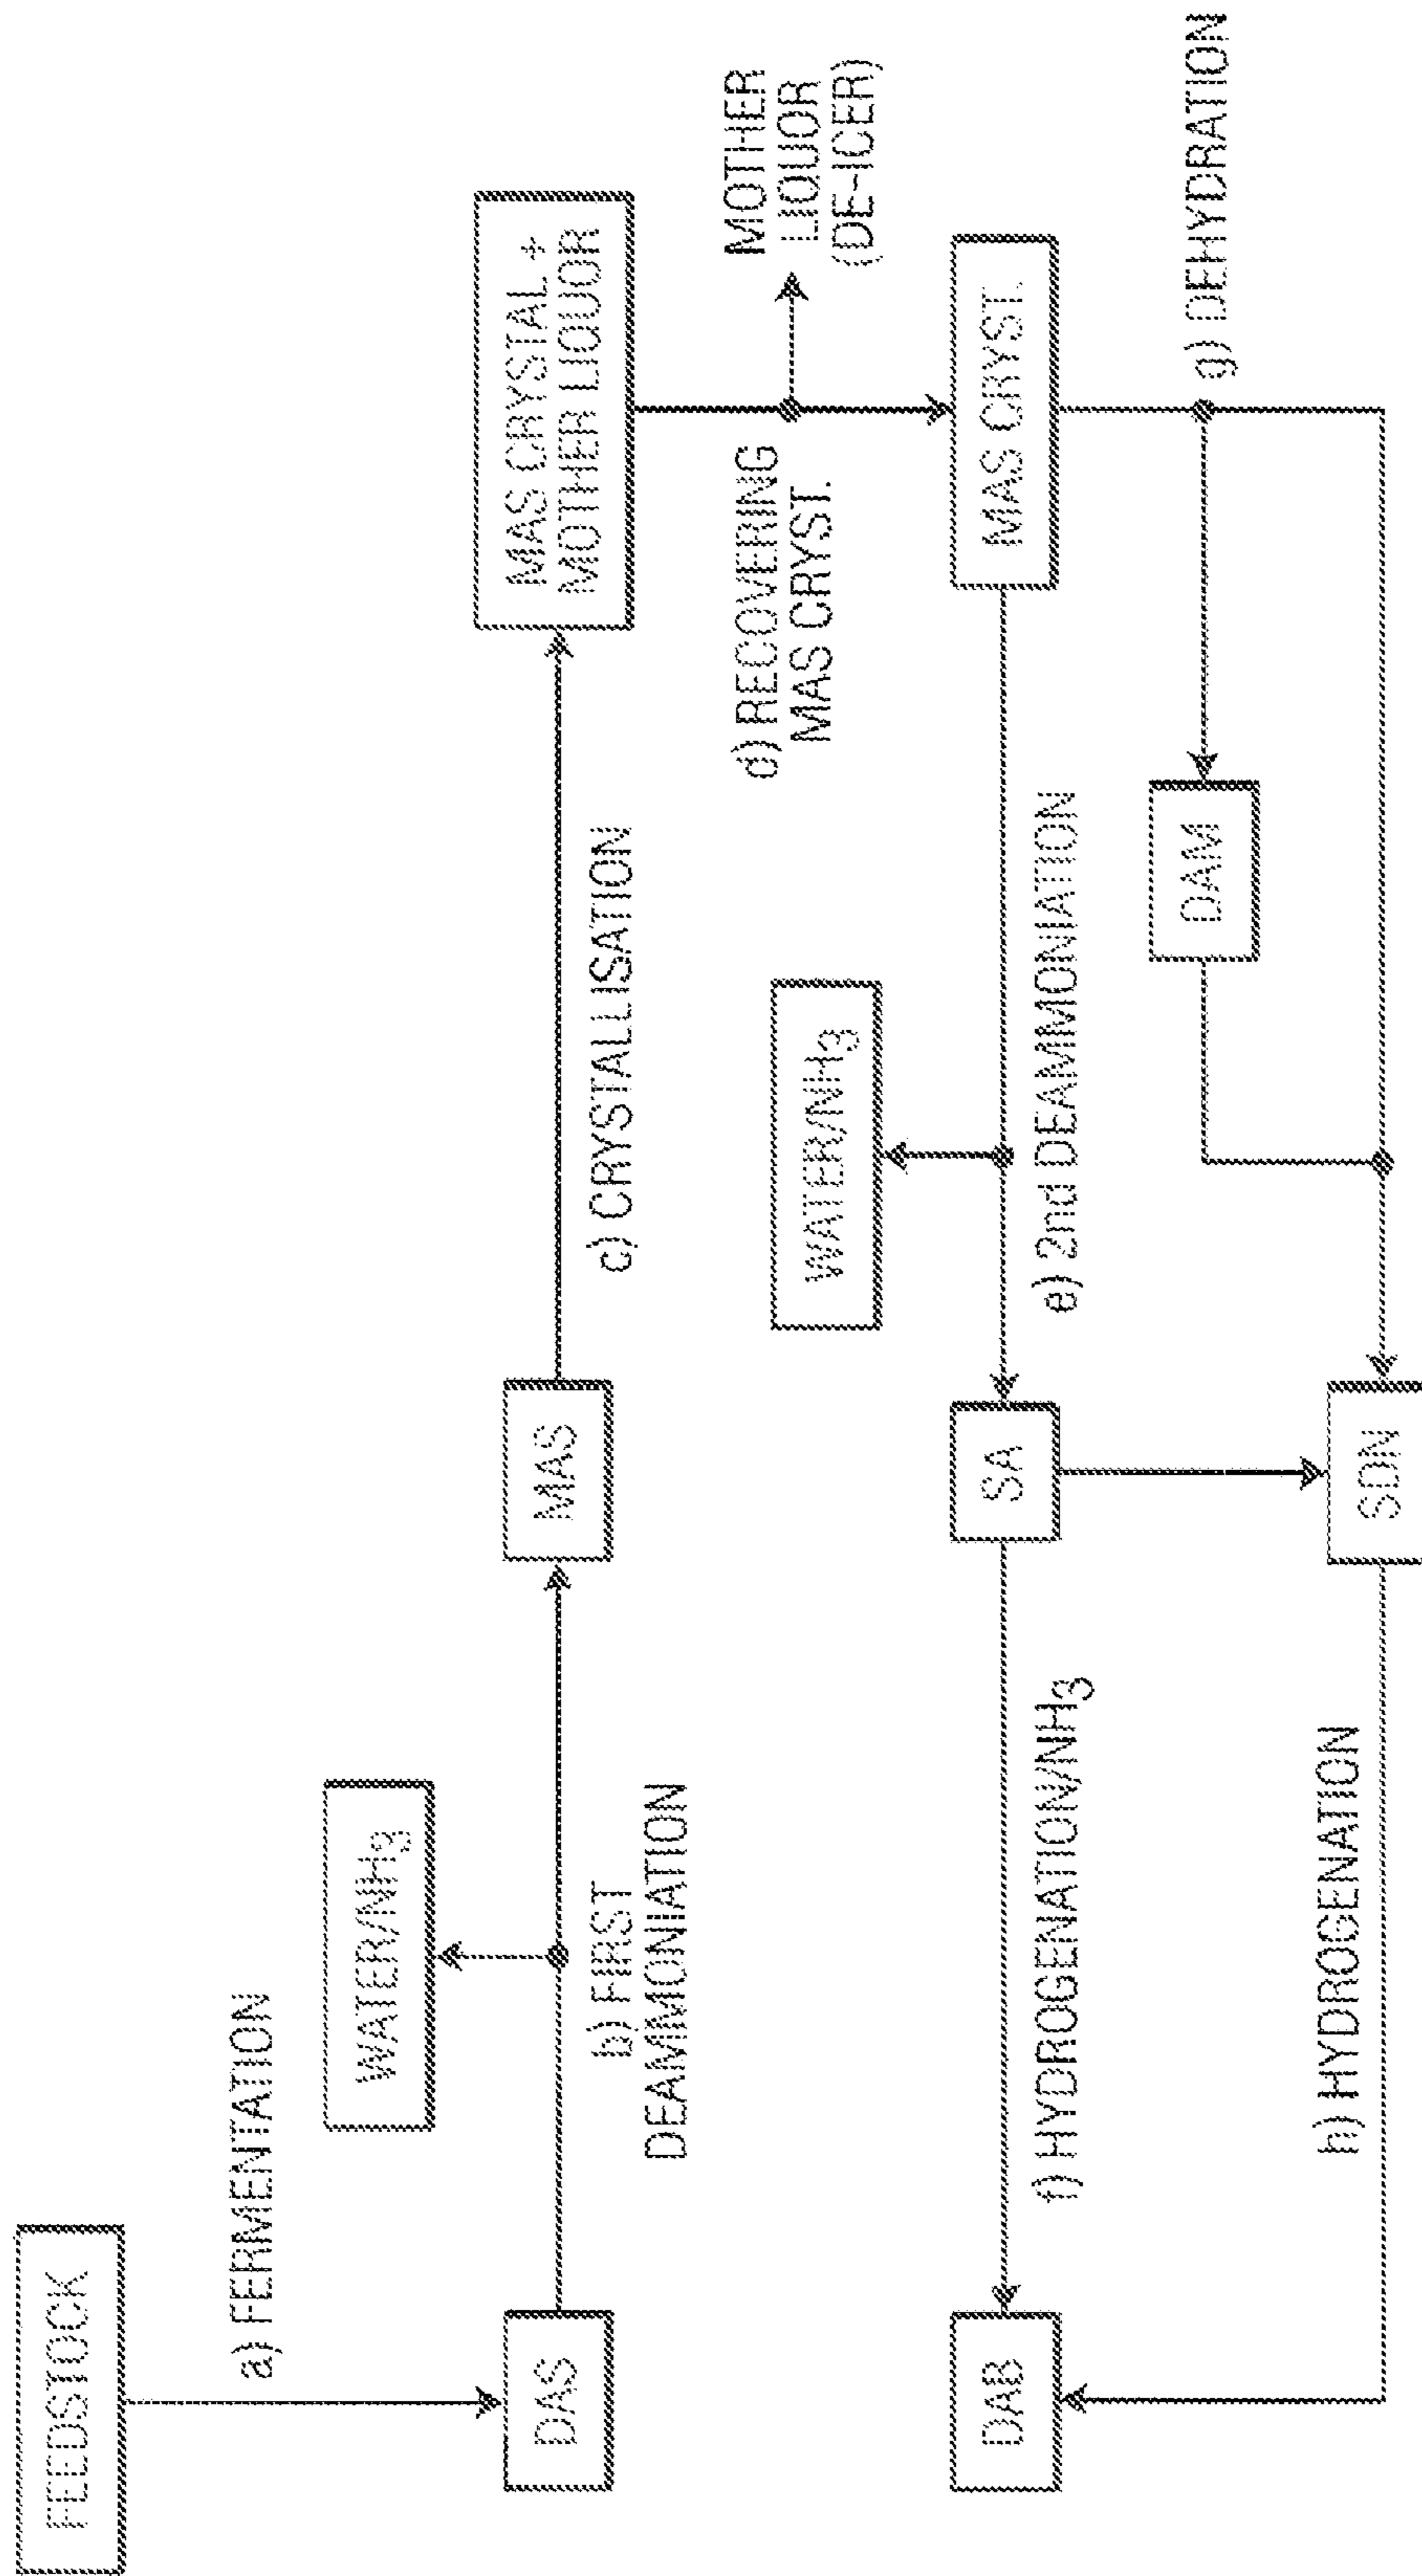 FEEDSTOCK
a) FERMENTATION
DAS
WATER/NH3
b) FIRST
DEAMMONIATION
MAS
c) CRYSTALLISATION
MAS CRYSTAL +
MOTHER LIQUOR
d) RECOVERING
MAS CRYST.
MOTHER
LIQUOR
(DE-ICER)
MAS CRYST.
WATER/NH3
e) 2nd DEAMMONIATION
SA
f) HYDROGENATION/NH3
DAB
g) DEHYDRATION
DAM
SDN
h) HYDROGENATION